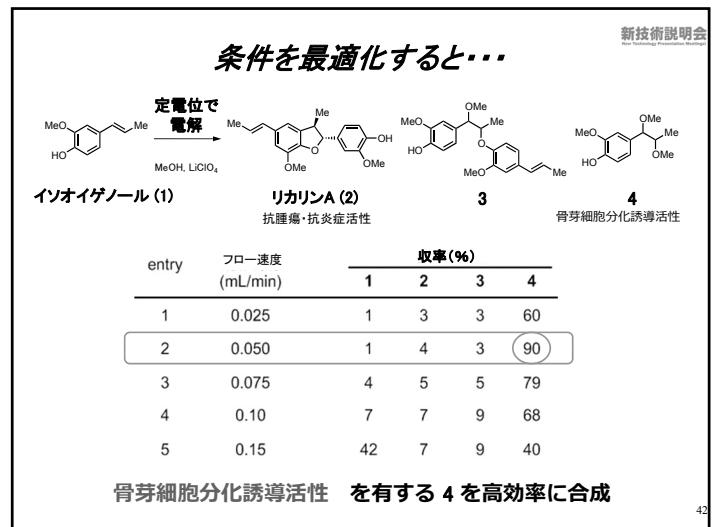 新技術説明会
New Technology Presentation Meetings!
条件を最適化すると・・・
MeO
HO
Me
定電位で
電解
MeOH, LiClO₄
Me
Me
O
OMe
OH
OMe
MeO
HO
OMe
Me
O
MeO
Me
MeO
HO
OMe
Me
OMe
イソオイゲノール (1)
リカリンA (2)
3
4
抗腫瘍・抗炎症活性
骨芽細胞分化誘導活性
entry フロー速度 (mL/min) 収率(%)
1 2 3 4
1 0.025 1 3 3 60
2 0.050 1 4 3 90
3 0.075 4 5 5 79
4 0.10 7 7 9 68
5 0.15 42 7 9 40
骨芽細胞分化誘導活性 を有する 4 を高効率に合成
42